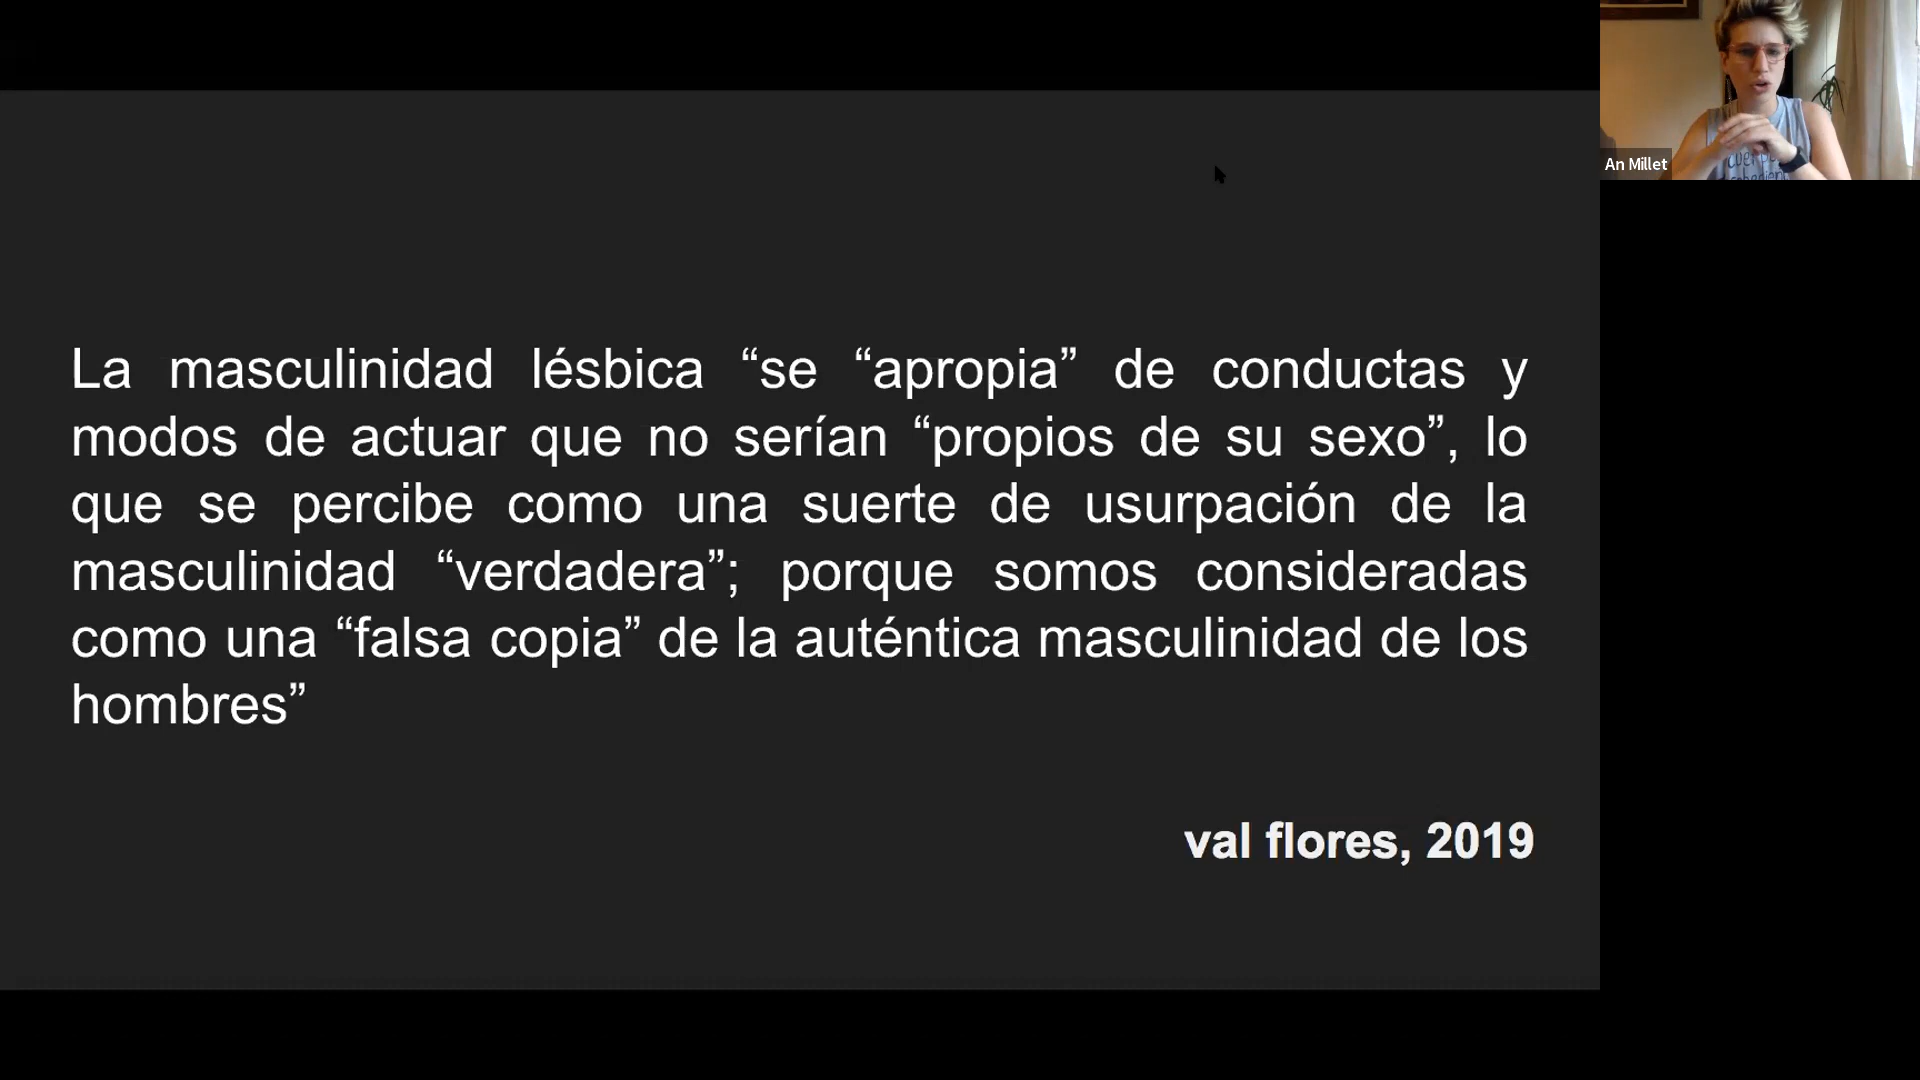 La masculinidad lésbica “se “apropia” de conductas y
modos de actuar que no serían “propios de su sexo”, lo
que se percibe como una suerte de usurpación de la
masculinidad “verdadera”; porque somos consideradas
como una “falsa copia” de la auténtica masculinidad de los
hombres”
val flores, 2019
An Millet